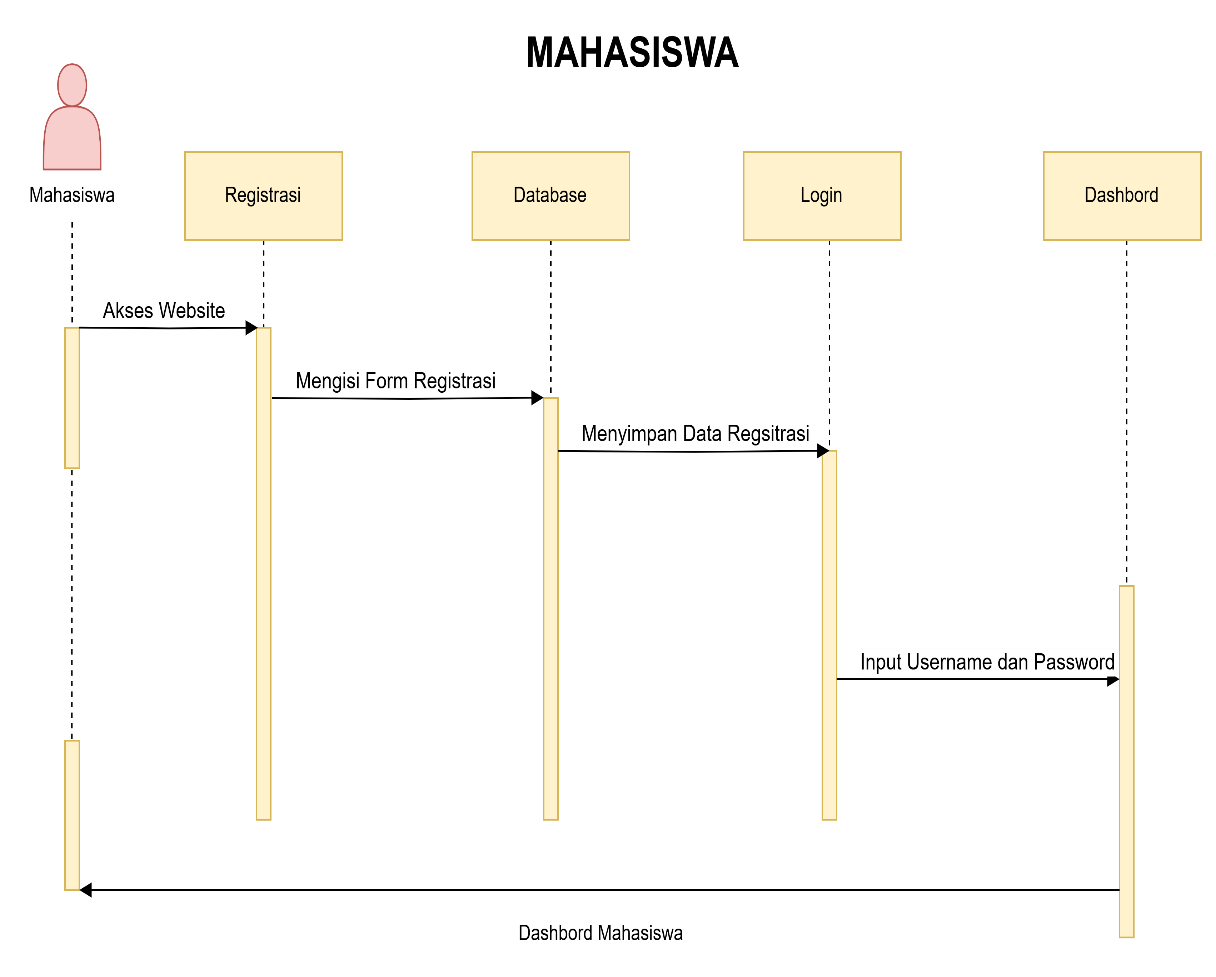 MAHASISWA
Mahasiswa
Registrasi
Database
Login
Dashbord
Akses Website
Mengisi Form Registrasi
Menyimpan Data Regsitrasi
Input Username dan Password
Dashbord Mahasiswa